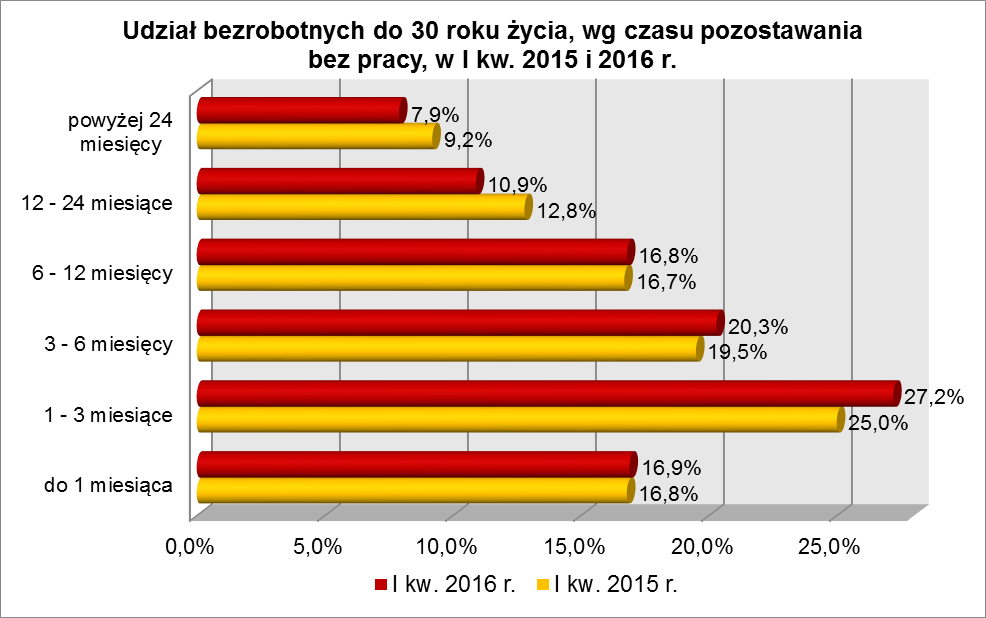 Udział bezrobotnych do 30 roku życia, wg czasu pozostawania
bez pracy, w I kw. 2015 i 2016 r.
powyżej 24
miesięcy
7,9%
9,2%
12 - 24 miesiące
10,9%
12,8%
6 - 12 miesięcy
16,8%
16,7%
3 - 6 miesięcy
20,3%
19,5%
1 - 3 miesiące
27,2%
25,0%
do 1 miesiąca
16,9%
16,8%
0,0% 5,0% 10,0% 15,0% 20,0% 25,0%
I kw. 2016 r. I kw. 2015 r.